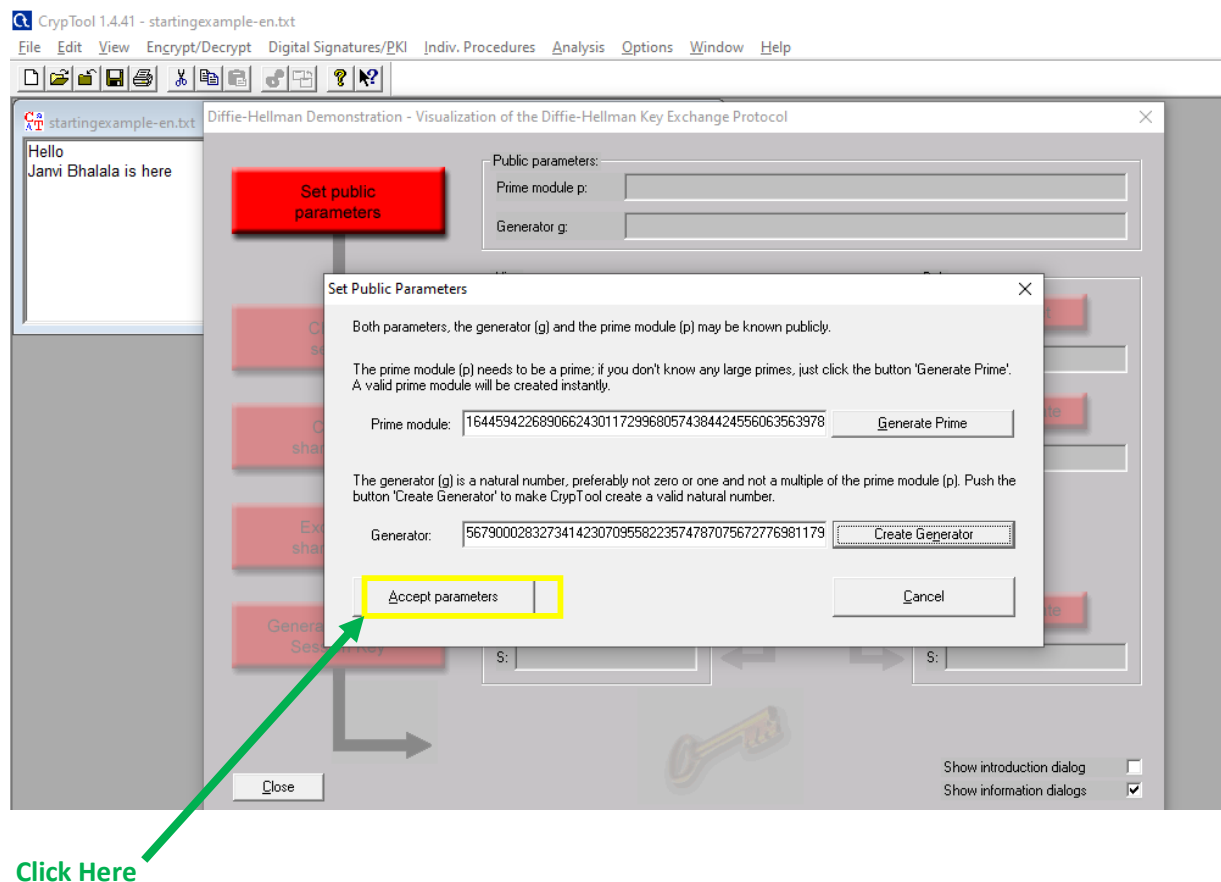 CrypTool 1.4.41 - startingexample-en.txt
File Edit View Encrypt/Decrypt Digital Signatures/PKI Indiv. Procedures Analysis Options Window Help
startingexample-en.txt
Hello
Janvi Bhalala is here
Diffie-Hellman Demonstration - Visualization of the Diffie-Hellman Key Exchange Protocol
Set public
parameters
Public parameters:
Prime module p:
Generator g:
Set Public Parameters
Both parameters, the generator (g) and the prime module (p) may be known publicly.
The prime module (p) needs to be a prime; if you don't know any large primes, just click the button 'Generate Prime'.
A valid prime module will be created instantly.
Prime module: 1644594226890662430117299680574384424556063563978 Generate Prime
The generator (g) is a natural number, preferably not zero or one and not a multiple of the prime module (p). Push the
button 'Create Generator' to make CrypTool create a valid natural number.
Generator: 5679000283273414230709558223574787075672776981179 Create Generator
Accept parameters Cancel
S: S:
Show introduction dialog
Close Show information dialogs
Click Here